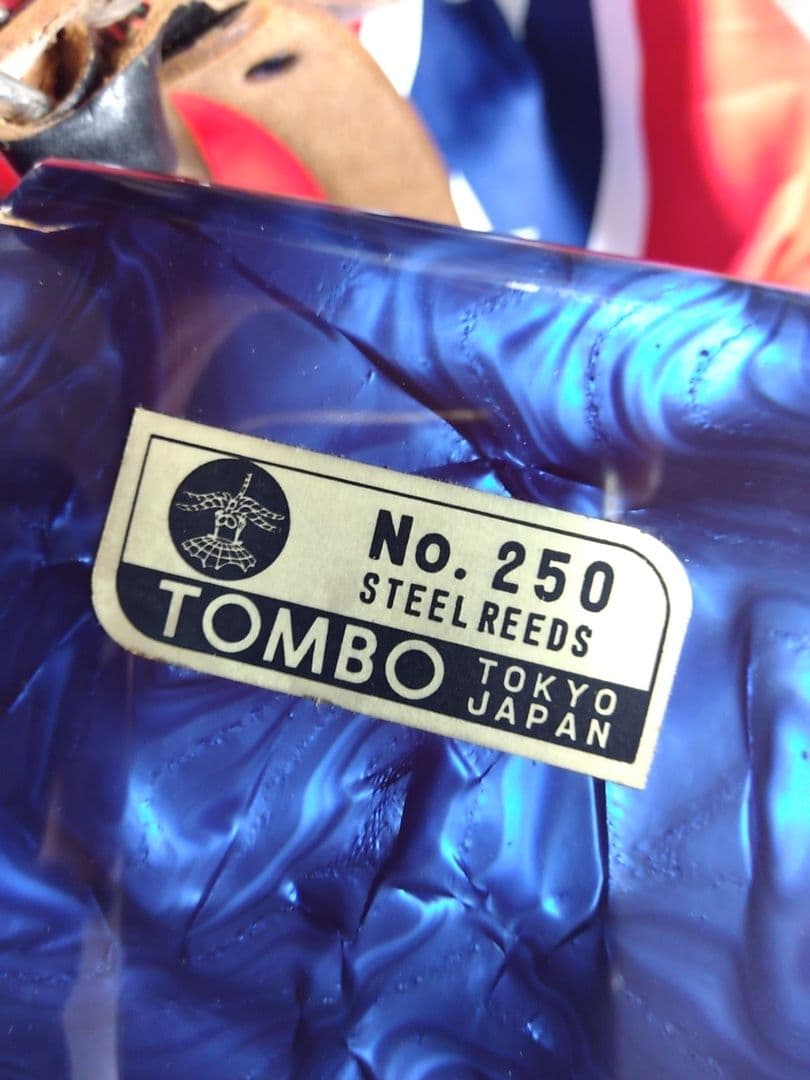 No. 250
STEEL REEDS
TOMBO
TOKYO
JAPAN